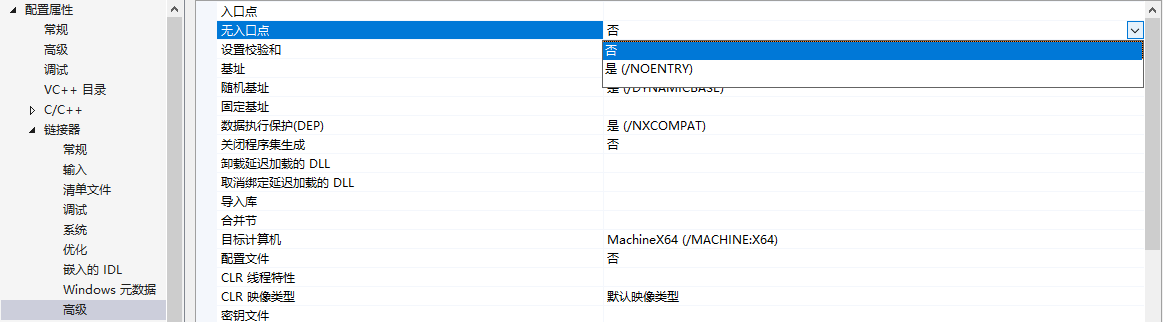 配置属性
常规
高级
调试
VC++ 目录
C/C++
链接器
常规
输入
清单文件
调试
系统
优化
嵌入的 IDL
Windows 元数据
高级
入口点
无入口点 否
设置校验和 否
基址 是 (/NOENTRY)
随机基址 是 (/DYNAMICBASE)
固定基址
数据执行保护(DEP) 是 (/NXCOMPAT)
关闭程序集生成 否
卸载延迟加载的 DLL
取消绑定延迟加载的 DLL
导入库
合并节
目标计算机 MachineX64 (/MACHINE:X64)
配置文件 否
CLR 线程特性
CLR 映像类型 默认映像类型
密钥文件